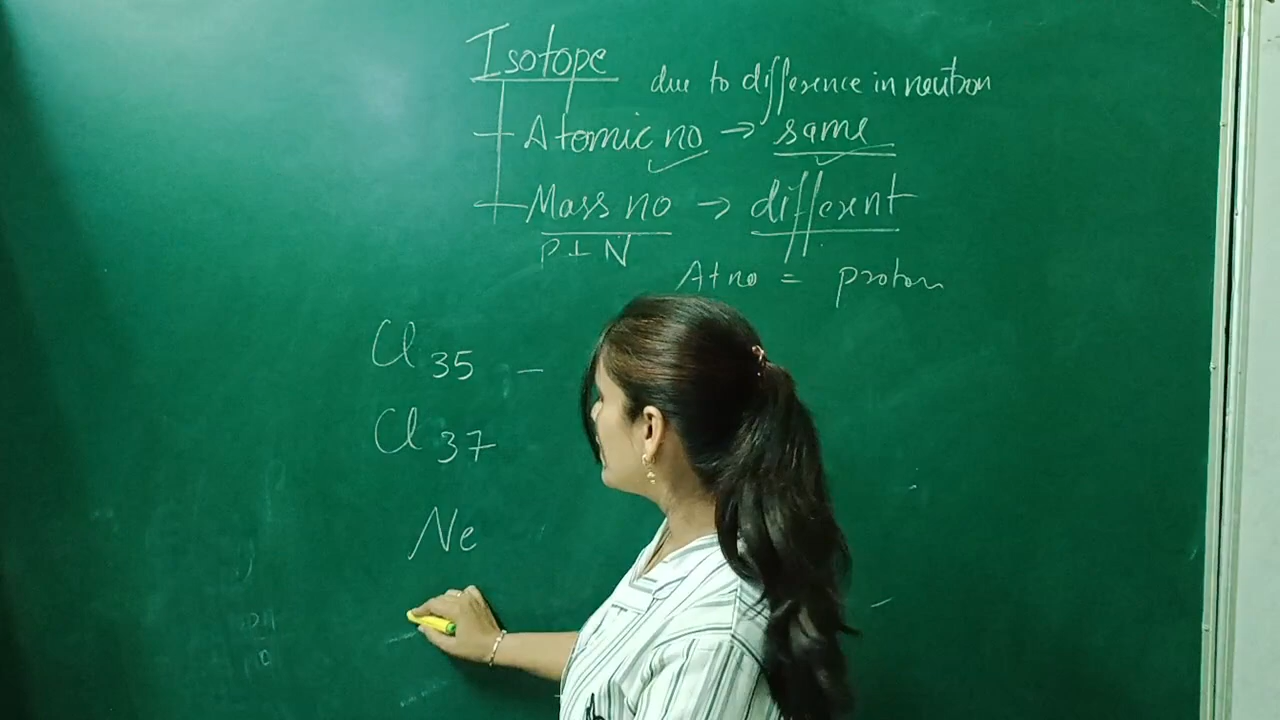 Isotope
due to difference in neutron
Atomic no → same
Mass no → different
P+N
At no = proton
Cl 35 –
Cl 37
Ne